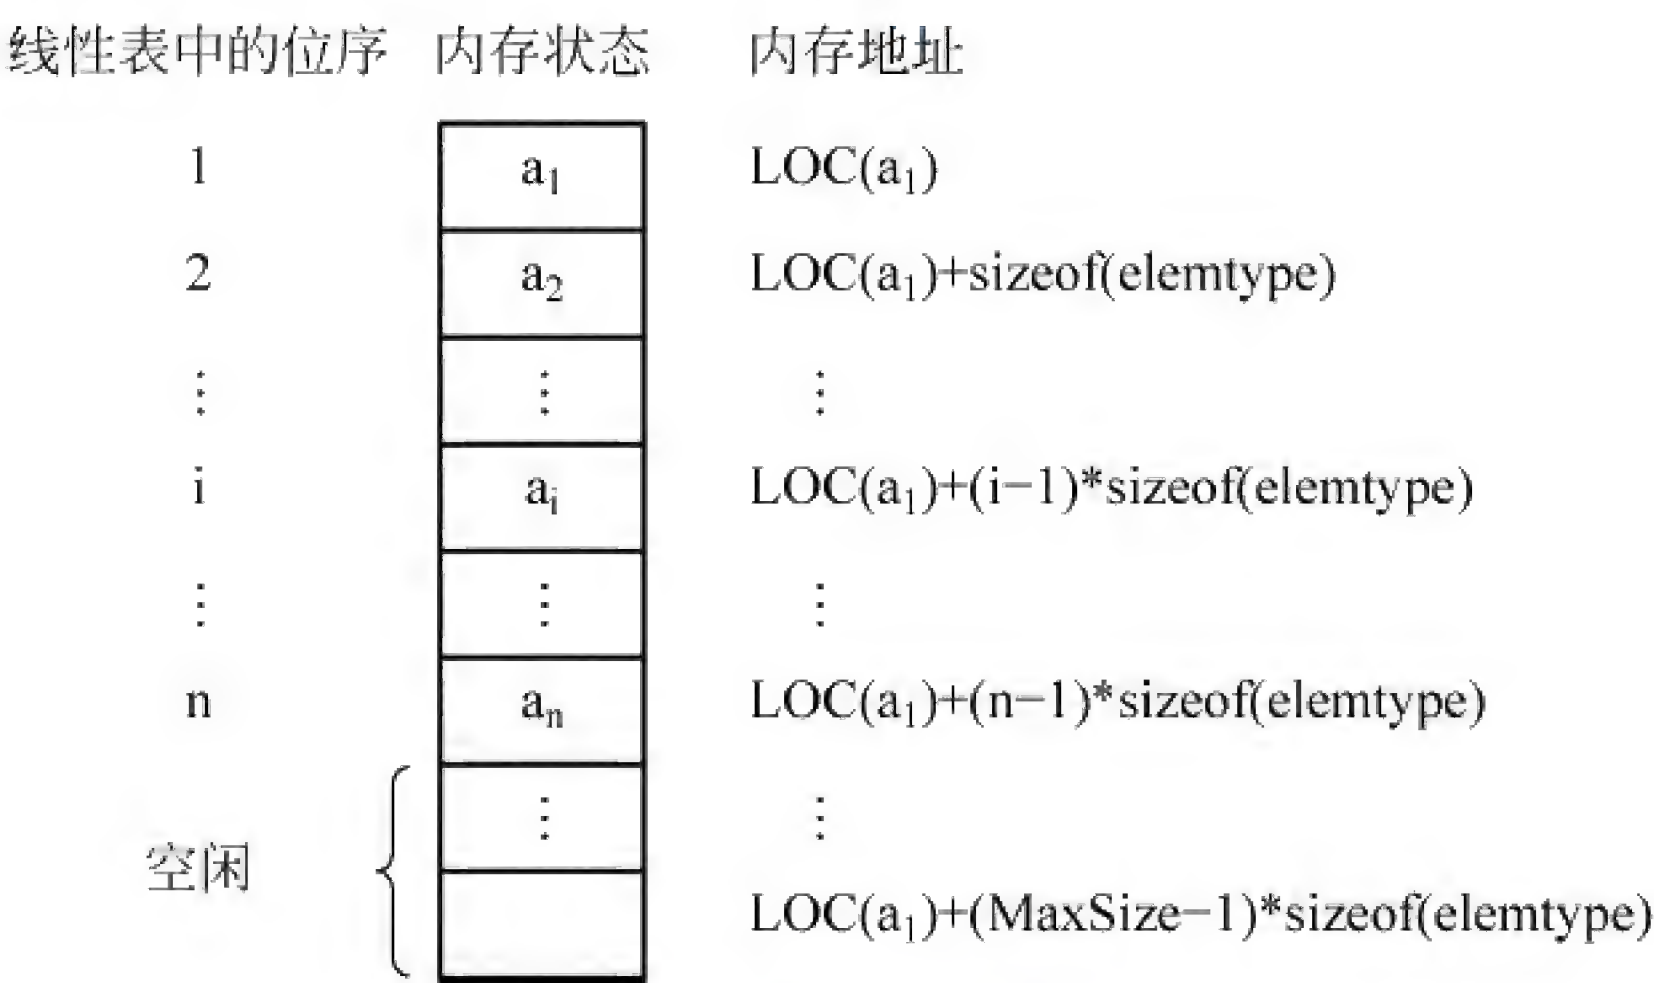 线性表中的位序 内存状态 内存地址
1 a₁ LOC(a₁)
2 a₂ LOC(a₁)+sizeof(elemtype)
⋮ ⋮ ⋮
i aᵢ LOC(a₁)+(i−1)*sizeof(elemtype)
⋮ ⋮ ⋮
n aₙ LOC(a₁)+(n−1)*sizeof(elemtype)
⋮ ⋮
空闲
LOC(a₁)+(MaxSize−1)*sizeof(elemtype)